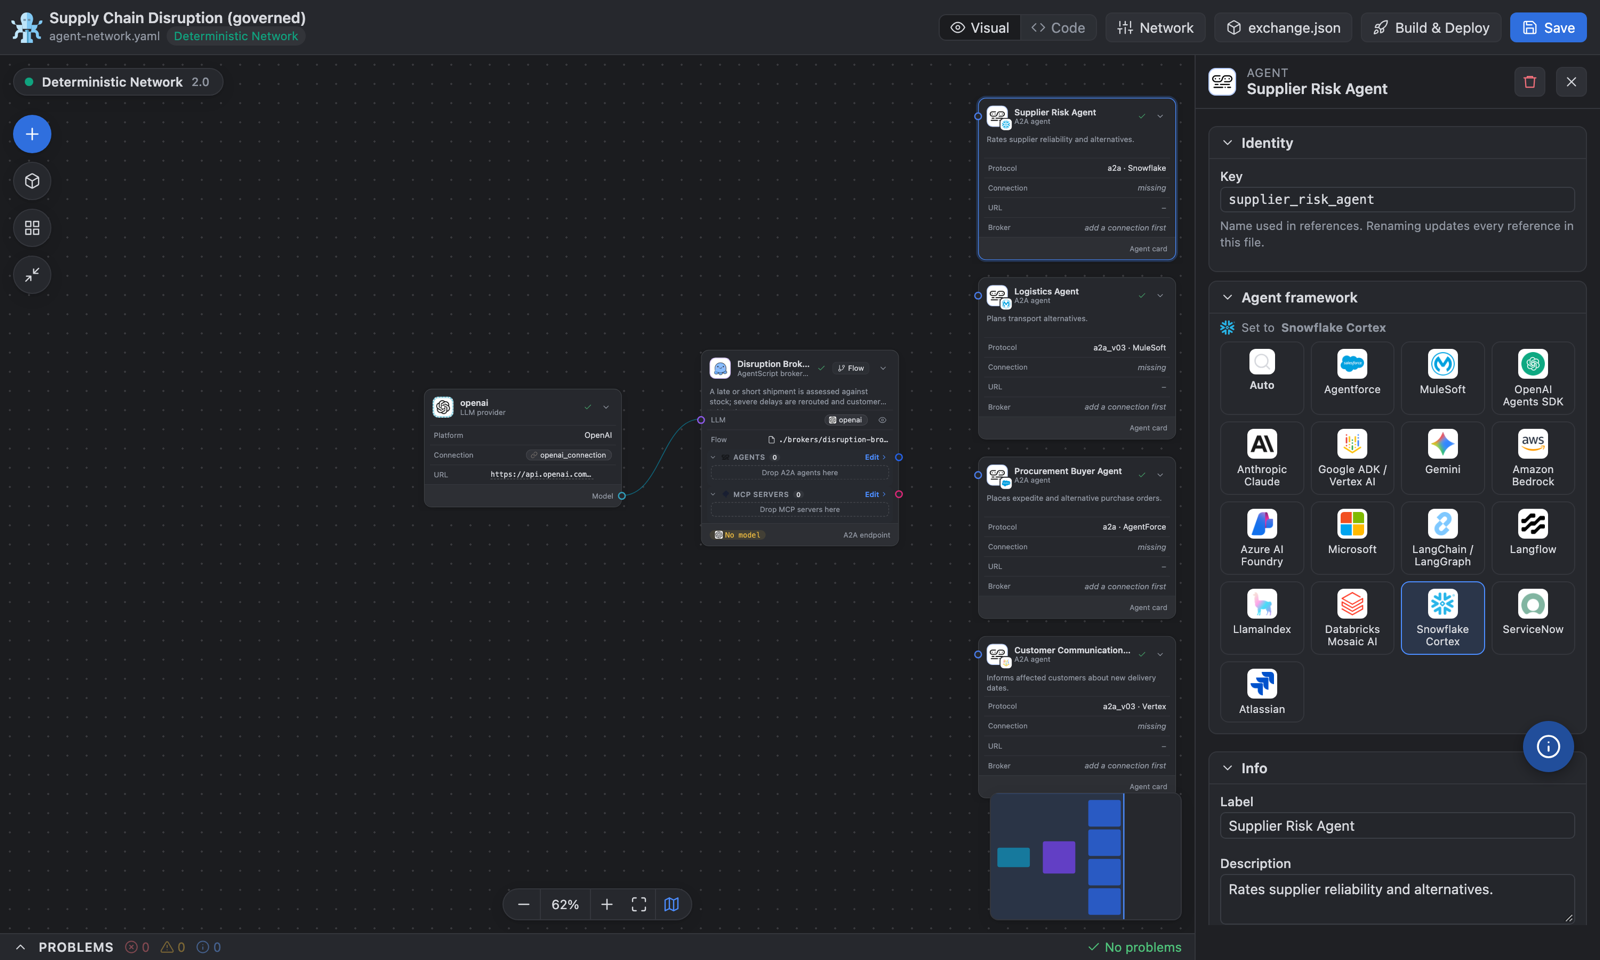 Supply Chain Disruption (governed)
agent-network.yaml Deterministic Network
Visual Code Network exchange.json Build & Deploy Save
Deterministic Network 2.0
openai
LLM provider
Platform OpenAI
Connection openai_connection
URL https://api.openai.com…
Model
Disruption Brok...
AgentScript broker...
Flow
A late or short shipment is assessed against
stock; severe delays are rerouted and customer...
LLM openai
Flow ./brokers/disruption-bro…
AGENTS 0 Edit
Drop A2A agents here
MCP SERVERS 0 Edit
Drop MCP servers here
No model A2A endpoint
Supplier Risk Agent
A2A agent
Rates supplier reliability and alternatives.
Protocol a2a · Snowflake
Connection missing
URL –
Broker add a connection first
Agent card
Logistics Agent
A2A agent
Plans transport alternatives.
Protocol a2a_v03 · MuleSoft
Connection missing
URL –
Broker add a connection first
Agent card
Procurement Buyer Agent
A2A agent
Places expedite and alternative purchase orders.
Protocol a2a · AgentForce
Connection missing
URL –
Broker add a connection first
Agent card
Customer Communication...
A2A agent
Informs affected customers about new delivery
dates.
Protocol a2a_v03 · Vertex
Connection missing
URL –
Broker add a connection first
Agent card
62%
PROBLEMS 0 0 0
No problems
AGENT
Supplier Risk Agent
Identity
Key
supplier_risk_agent
Name used in references. Renaming updates every reference in
this file.
Agent framework
Set to Snowflake Cortex
Auto
Agentforce
MuleSoft
OpenAI
Agents SDK
Anthropic
Claude
Google ADK /
Vertex AI
Gemini
aws
Amazon
Bedrock
Azure AI
Foundry
Microsoft
LangChain /
LangGraph
Langflow
LlamaIndex
Databricks
Mosaic AI
Snowflake
Cortex
ServiceNow
Atlassian
Info
Label
Supplier Risk Agent
Description
Rates supplier reliability and alternatives.